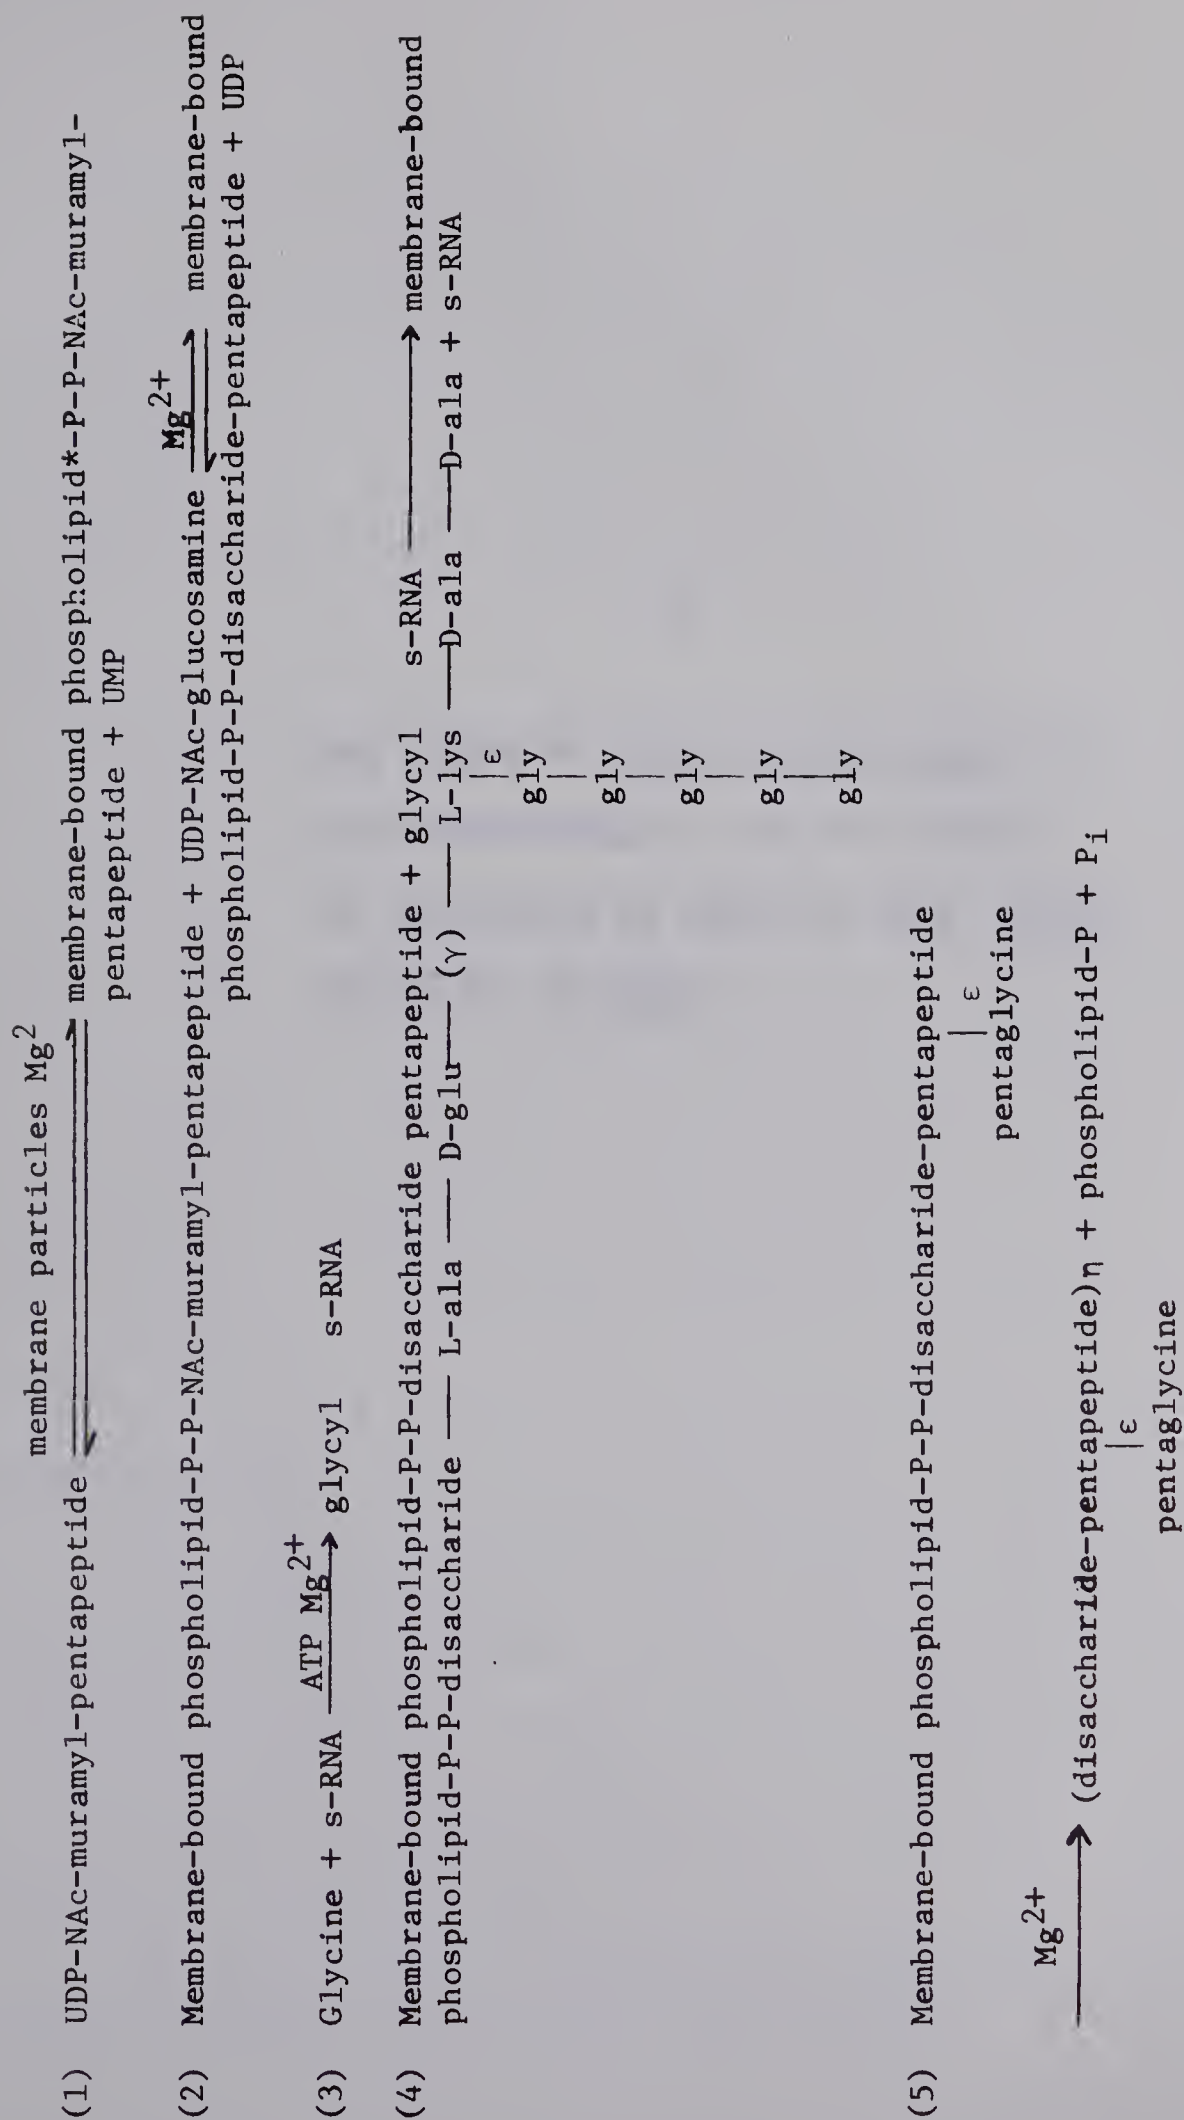 membrane particles Mg2
(1) UDP-NAc-muramyl-pentapeptide ⇌ membrane-bound phospholipid*-P-P-NAc-muramyl-
pentapeptide + UMP
Mg2+
(2) Membrane-bound phospholipid-P-P-NAc-muramyl-pentapeptide + UDP-NAc-glucosamine ⇌ membrane-bound
phospholipid-P-P-disaccharide-pentapeptide + UDP
ATP Mg2+
(3) Glycine + s-RNA → glycyl s-RNA
(4) Membrane-bound phospholipid-P-P-disaccharide pentapeptide + glycyl s-RNA → membrane-bound
phospholipid-P-P-disaccharide — L-ala — D-glu — (γ) — L-lys — D-ala — D-ala + s-RNA
| ε
gly
|
gly
|
gly
|
gly
|
gly
(5) Membrane-bound phospholipid-P-P-disaccharide-pentapeptide
| ε
pentaglycine
Mg2+
→ (disaccharide-pentapeptide)η + phospholipid-P + Pi
| ε
pentaglycine